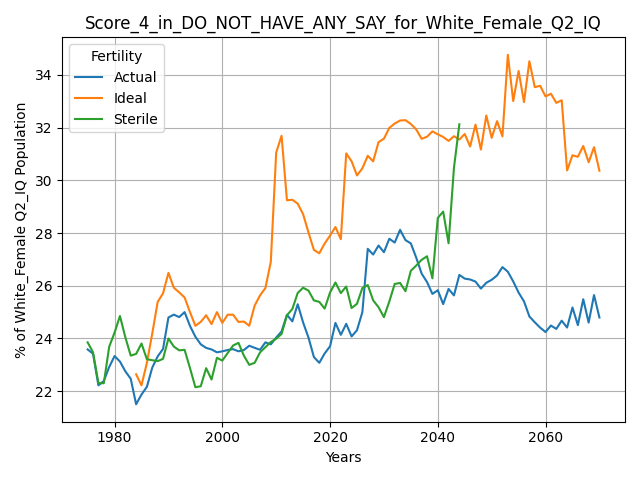 Score_4_in_DO_NOT_HAVE_ANY_SAY_for_White_Female_Q2_IQ
Fertility
Actual
Ideal
Sterile
% of White_Female Q2_IQ Population
34
32
30
28
26
24
22
1980
2000
2020
2040
2060
Years